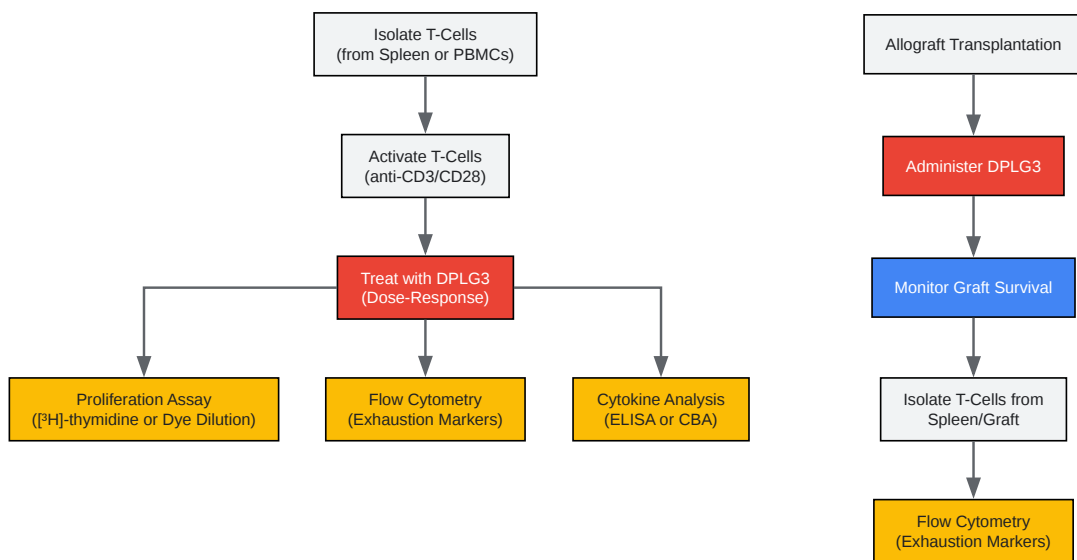 Isolate T-Cells
(from Spleen or PBMCs)
Activate T-Cells
(anti-CD3/CD28)
Treat with DPLG3
(Dose-Response)
Proliferation Assay
([³H]-thymidine or Dye Dilution)
Flow Cytometry
(Exhaustion Markers)
Cytokine Analysis
(ELISA or CBA)
Allograft Transplantation
Administer DPLG3
Monitor Graft Survival
Isolate T-Cells from
Spleen/Graft
Flow Cytometry
(Exhaustion Markers)